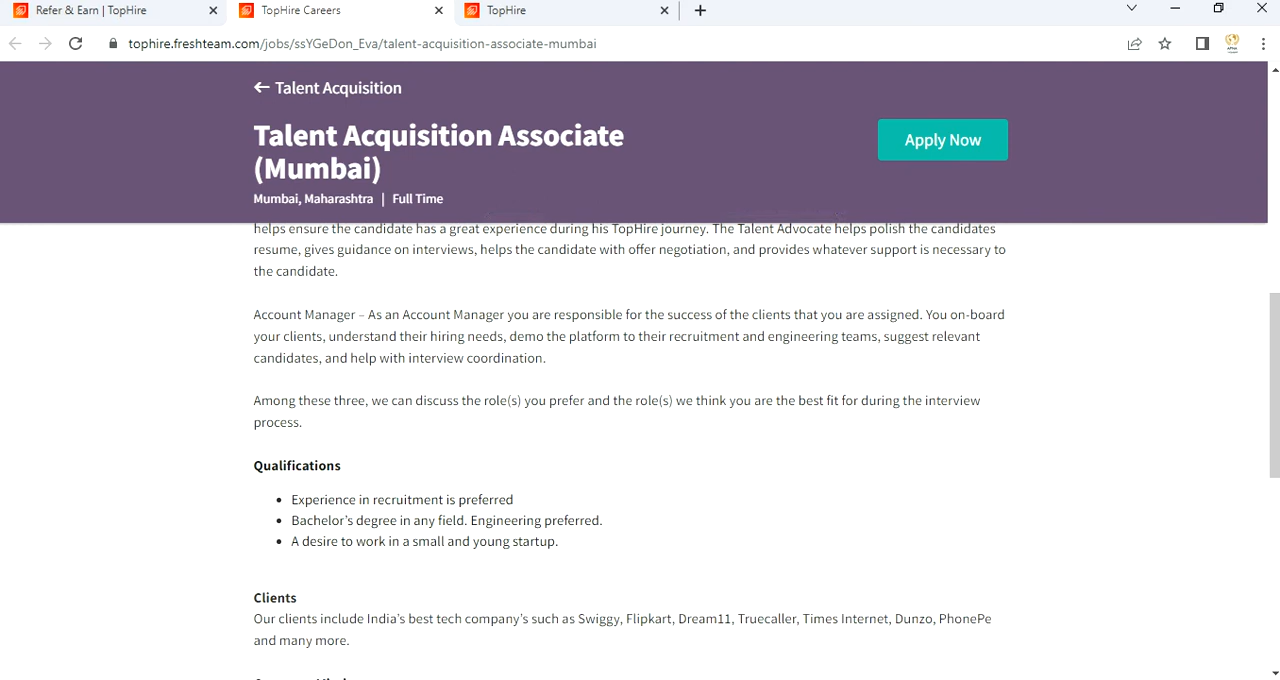 Refer & Earn | TopHire
TopHire Careers
TopHire
tophire.freshteam.com/jobs/ssYGeDon_Eva/talent-acquisition-associate-mumbai
← Talent Acquisition
Talent Acquisition Associate
(Mumbai)
Apply Now
Mumbai, Maharashtra | Full Time
helps ensure the candidate has a great experience during his TopHire journey. The Talent Advocate helps polish the candidates
resume, gives guidance on interviews, helps the candidate with offer negotiation, and provides whatever support is necessary to
the candidate.
Account Manager – As an Account Manager you are responsible for the success of the clients that you are assigned. You on-board
your clients, understand their hiring needs, demo the platform to their recruitment and engineering teams, suggest relevant
candidates, and help with interview coordination.
Among these three, we can discuss the role(s) you prefer and the role(s) we think you are the best fit for during the interview
process.
Qualifications
• Experience in recruitment is preferred
• Bachelor's degree in any field. Engineering preferred.
• A desire to work in a small and young startup.
Clients
Our clients include India's best tech company's such as Swiggy, Flipkart, Dream11, Truecaller, Times Internet, Dunzo, PhonePe
and many more.